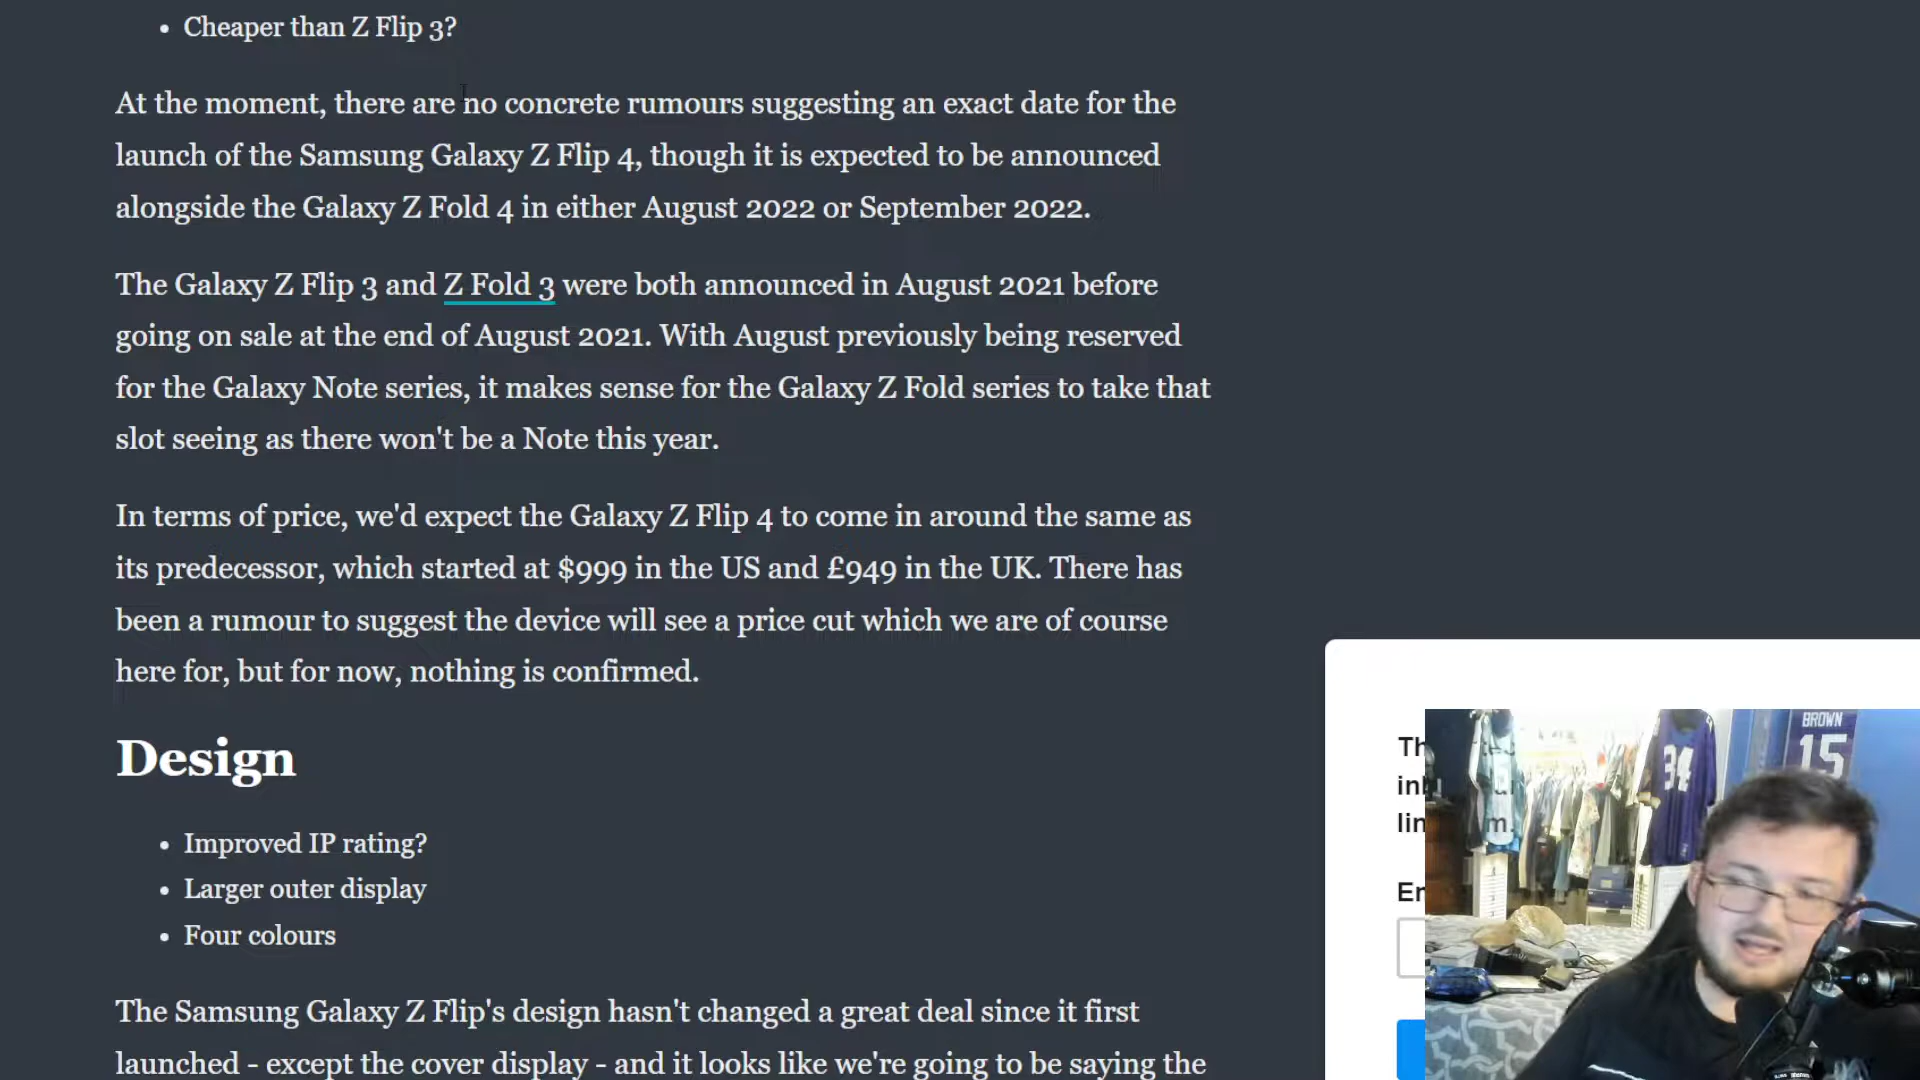 Cheaper than Z Flip 3?
At the moment, there are no concrete rumours suggesting an exact date for the
launch of the Samsung Galaxy Z Flip 4, though it is expected to be announced
alongside the Galaxy Z Fold 4 in either August 2022 or September 2022.
The Galaxy Z Flip 3 and Z Fold 3 were both announced in August 2021 before
going on sale at the end of August 2021. With August previously being reserved
for the Galaxy Note series, it makes sense for the Galaxy Z Fold series to take that
slot seeing as there won't be a Note this year.
In terms of price, we'd expect the Galaxy Z Flip 4 to come in around the same as
its predecessor, which started at $999 in the US and £949 in the UK. There has
been a rumour to suggest the device will see a price cut which we are of course
here for, but for now, nothing is confirmed.
Design
Improved IP rating?
Larger outer display
Four colours
The Samsung Galaxy Z Flip's design hasn't changed a great deal since it first
launched - except the cover display - and it looks like we're going to be saying the
BROWN
15
34